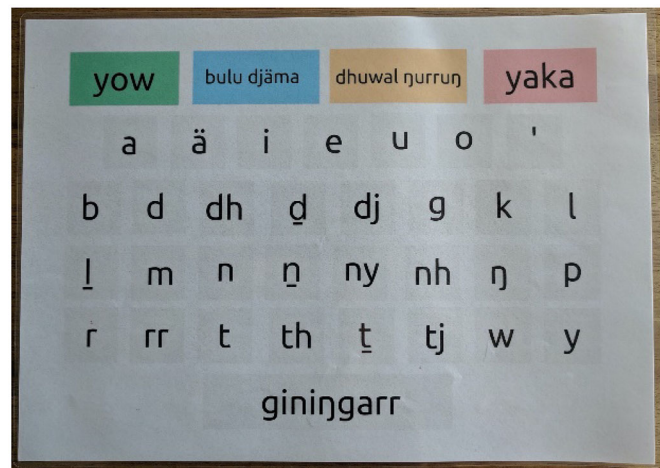 yow bulu djäma dhuwal ŋurruŋ yaka
a ä i e u o '
b d dh d̲ dj g k l
l̲ m n n̲ ny nh ŋ p
r rr t th t̲ tj w y
giniŋgarr